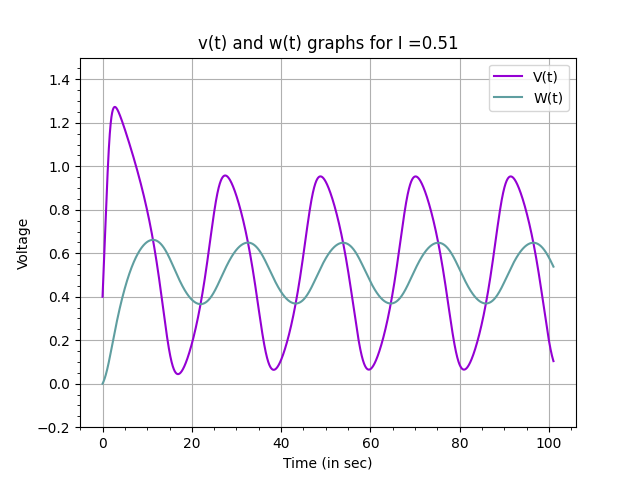 v(t) and w(t) graphs for I =0.51
V(t)
W(t)
1.4
1.2
1.0
0.8
0.6
0.4
0.2
0.0
−0.2
Voltage
0 20 40 60 80 100
Time (in sec)